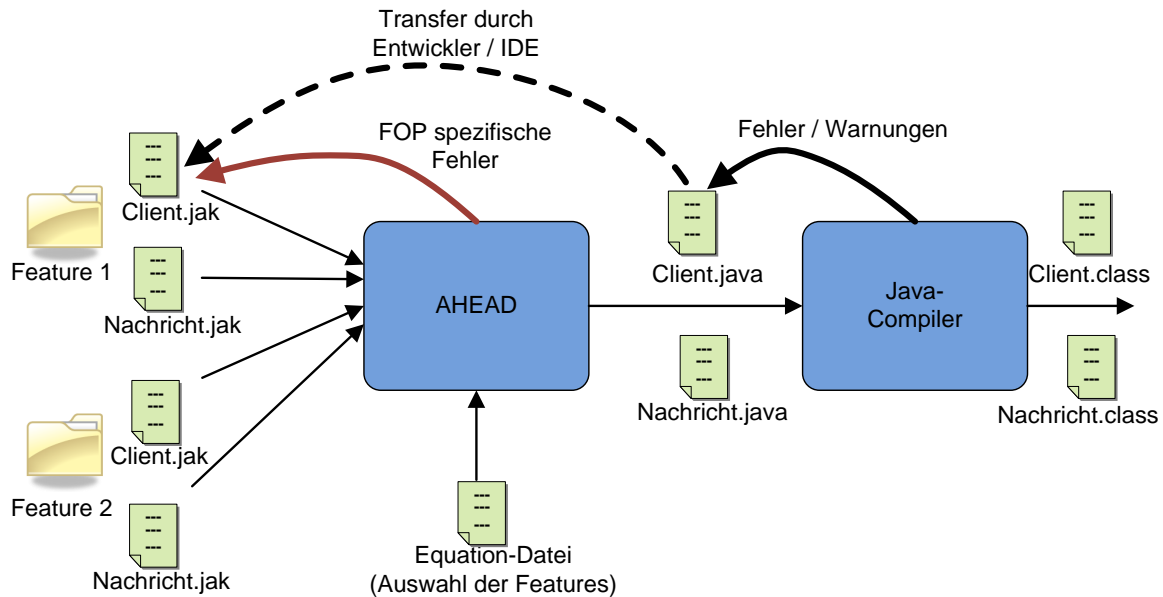 Transfer durch
Entwickler / IDE
FOP spezifische
Fehler
Fehler / Warnungen
Client.jak
Feature 1
Nachricht.jak
Client.jak
Feature 2
Nachricht.jak
AHEAD
Equation-Datei
(Auswahl der Features)
Client.java
Nachricht.java
Java-
Compiler
Client.class
Nachricht.class